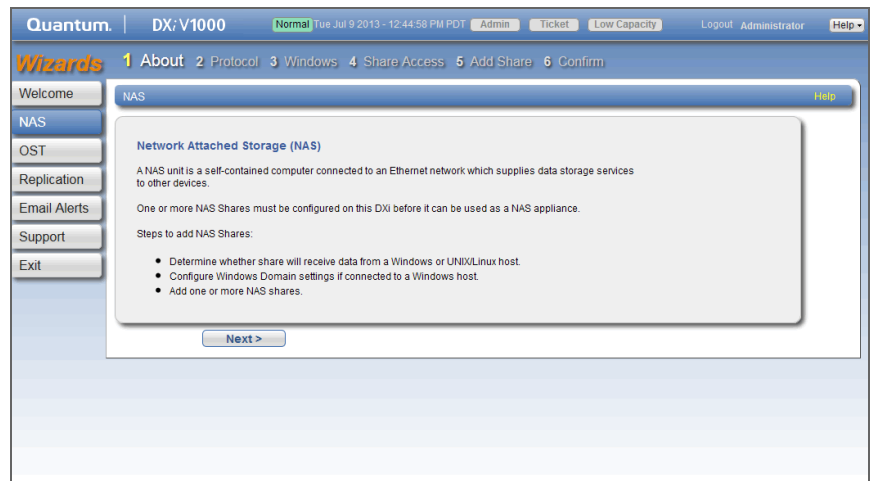 Quantum. DXi V1000 Normal Tue Jul 9 2013 - 12:44:58 PM PDT Admin Ticket Low Capacity Logout Administrator Help
Wizards 1 About 2 Protocol 3 Windows 4 Share Access 5 Add Share 6 Confirm
Welcome
NAS
OST
Replication
Email Alerts
Support
Exit
NAS Help
Network Attached Storage (NAS)
A NAS unit is a self-contained computer connected to an Ethernet network which supplies data storage services
to other devices.
One or more NAS Shares must be configured on this DXi before it can be used as a NAS appliance.
Steps to add NAS Shares:
• Determine whether share will receive data from a Windows or UNIX/Linux host.
• Configure Windows Domain settings if connected to a Windows host.
• Add one or more NAS shares.
Next >